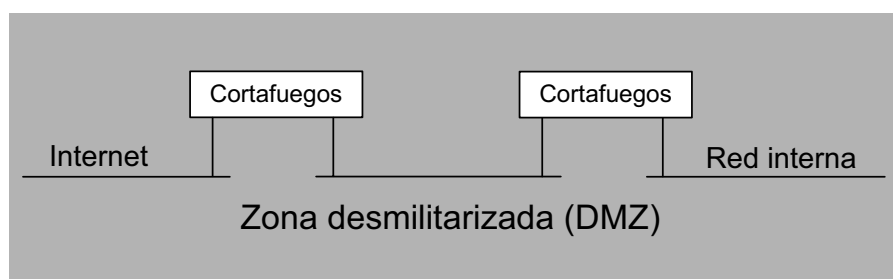 Cortafuegos
Cortafuegos
Internet
Red interna
Zona desmilitarizada (DMZ)